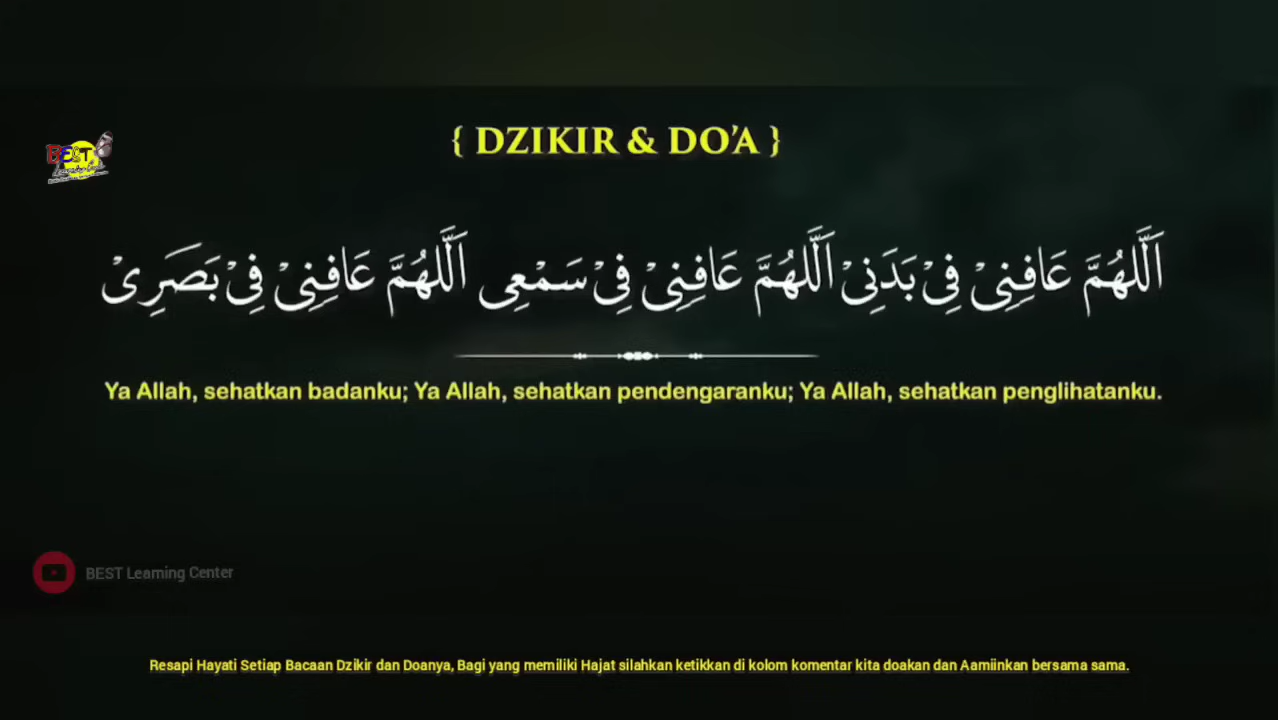 { DZIKIR & DO’A }
BEST
اَللَّهُمَّ عَافِنِيْ فِيْ بَدَنِيْ اَللَّهُمَّ عَافِنِيْ فِيْ سَمْعِى اَللَّهُمَّ عَافِنِيْ فِيْ بَصَرِيْ
Ya Allah, sehatkan badanku; Ya Allah, sehatkan pendengaranku; Ya Allah, sehatkan penglihatanku.
BEST Learning Center
Resapi Hayati Setiap Bacaan Dzikir dan Doanya, Bagi yang memiliki Hajat silahkan ketikkan di kolom komentar kita doakan dan Aamiinkan bersama sama.